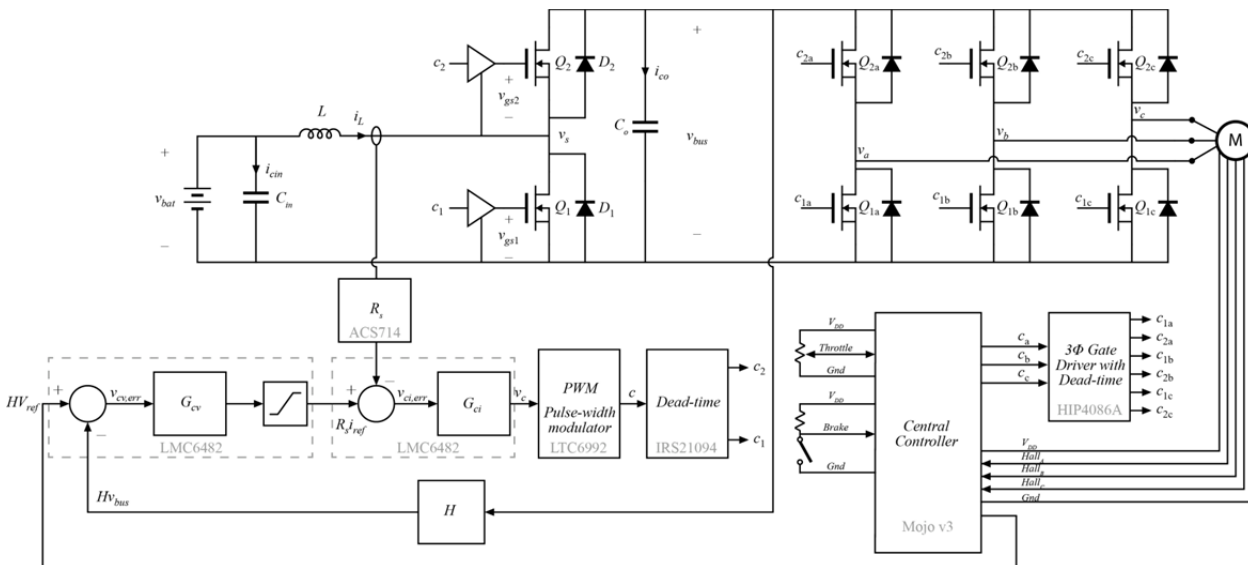 c2
Q2
D2
+
vgs2
−
L
iL
vs
+
vbat
−
icin
Cin
c1
Q1
D1
+
vgs1
−
ico
Co
+
vbus
−
c2a
Q2a
c2b
Q2b
c2c
Q2c
vc
vb
va
M
c1a
Q1a
c1b
Q1b
c1c
Q1c
Rs
ACS714
HVref
+
−
vcv,err
Gcv
LMC6482
Rsiref
+
−
vci,err
Gci
LMC6482
vc
PWM
Pulse-width
modulator
LTC6992
c
Dead-time
IRS21094
c2
c1
Hvbus
H
VDD
Throttle
Gnd
VDD
Brake
Gnd
Central
Controller
Mojo v3
ca
cb
cc
3Φ Gate
Driver with
Dead-time
HIP4086A
c1a
c2a
c1b
c2b
c1c
c2c
VDD
HallA
HallB
HallC
Gnd